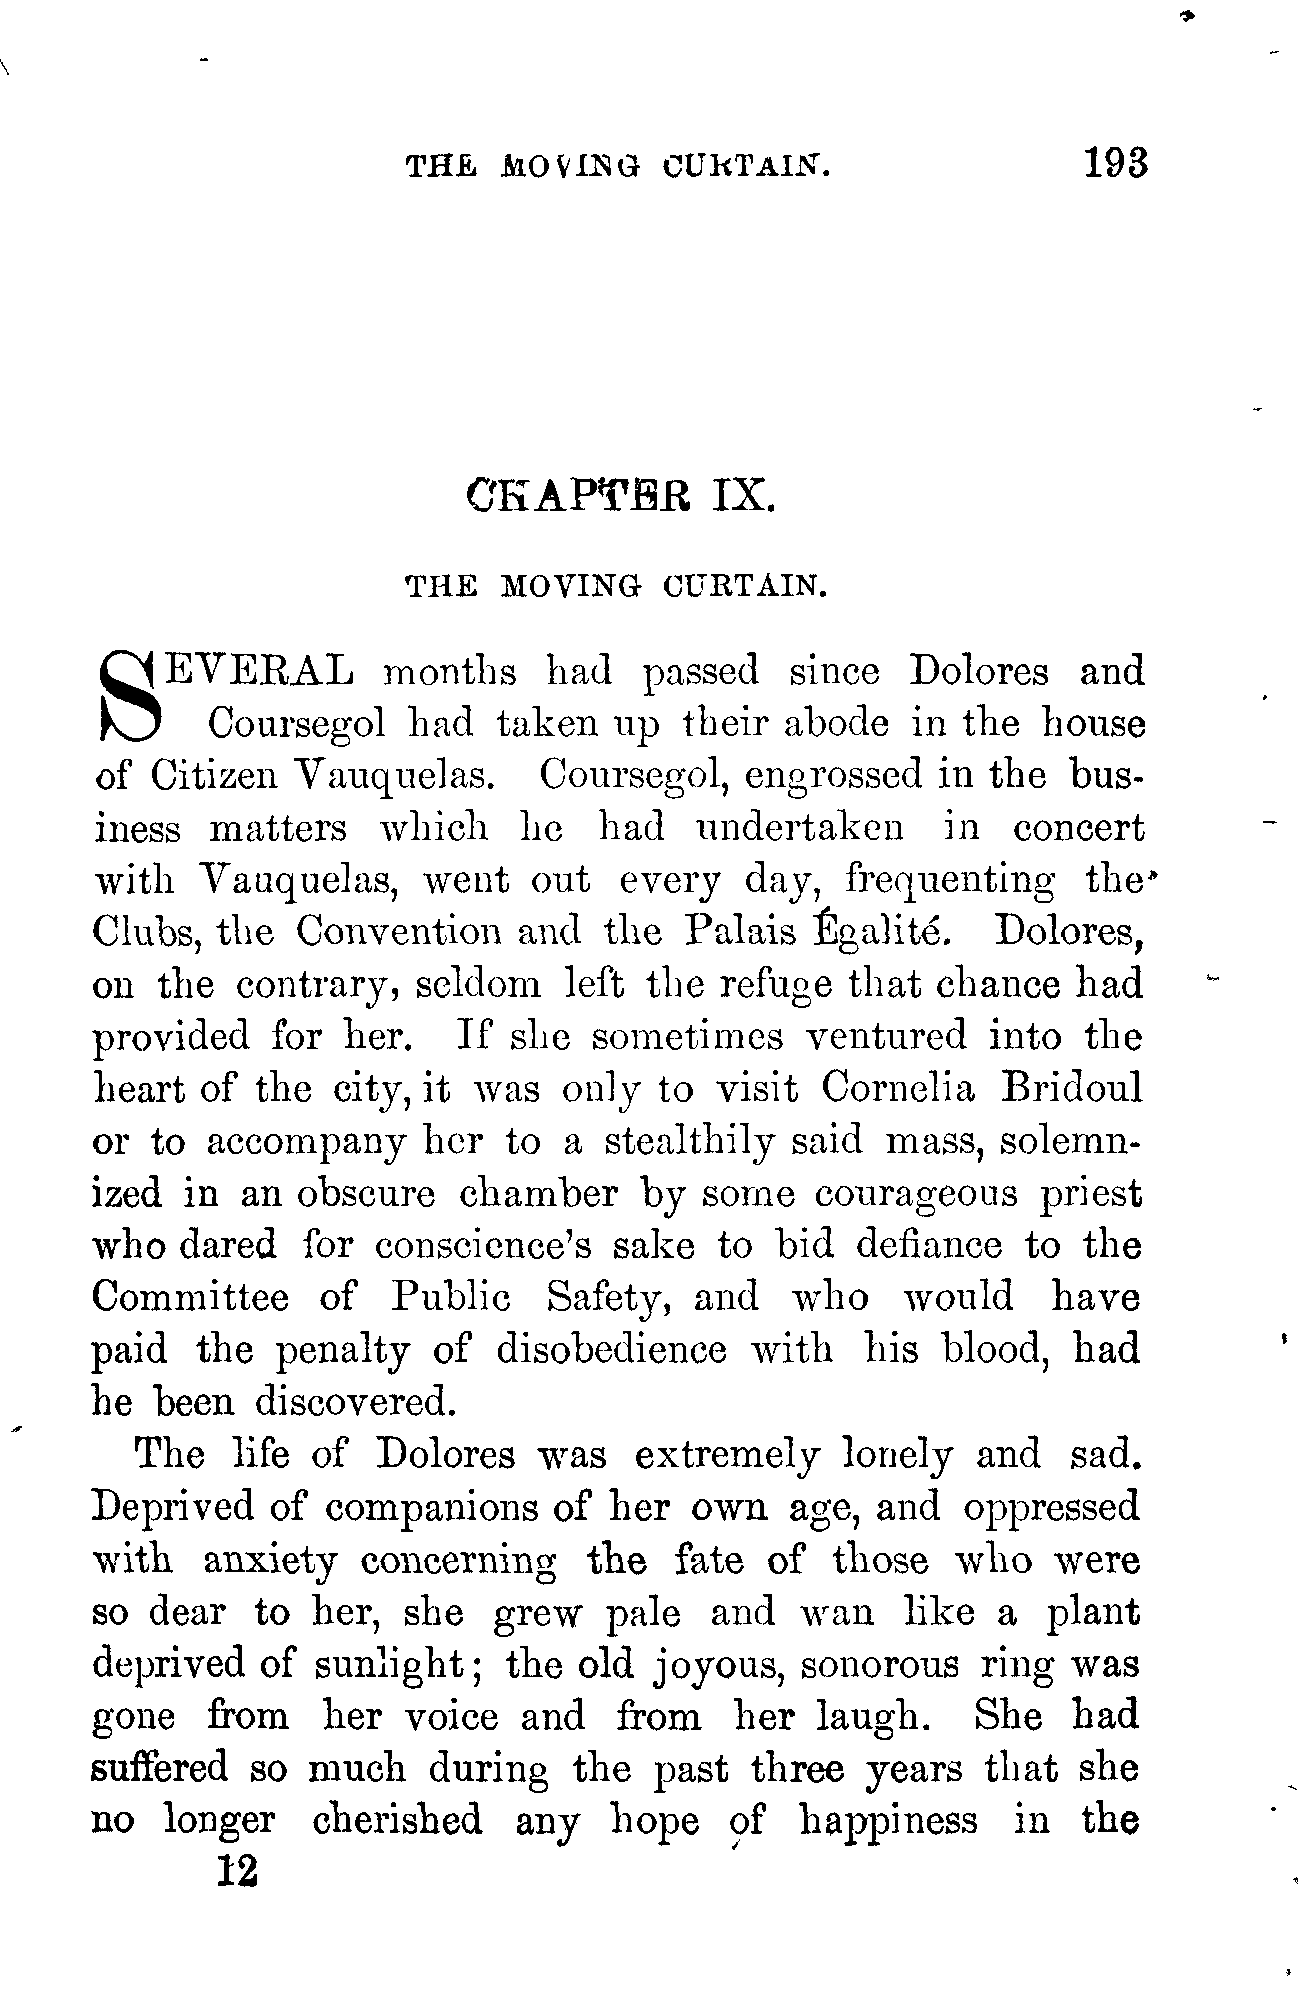 THE MOVING CURTAIN. 193
CHAPTER IX.
THE MOVING CURTAIN.
SEVERAL months had passed since Dolores and
Coursegol had taken up their abode in the house
of Citizen Vauquelas. Coursegol, engrossed in the bus-
iness matters which he had undertaken in concert
with Vauquelas, went out every day, frequenting the
Clubs, the Convention and the Palais Égalité. Dolores,
on the contrary, seldom left the refuge that chance had
provided for her. If she sometimes ventured into the
heart of the city, it was only to visit Cornelia Bridoul
or to accompany her to a stealthily said mass, solemn-
ized in an obscure chamber by some courageous priest
who dared for conscience's sake to bid defiance to the
Committee of Public Safety, and who would have
paid the penalty of disobedience with his blood, had
he been discovered.
The life of Dolores was extremely lonely and sad.
Deprived of companions of her own age, and oppressed
with anxiety concerning the fate of those who were
so dear to her, she grew pale and wan like a plant
deprived of sunlight; the old joyous, sonorous ring was
gone from her voice and from her laugh. She had
suffered so much during the past three years that she
no longer cherished any hope of happiness in the
12